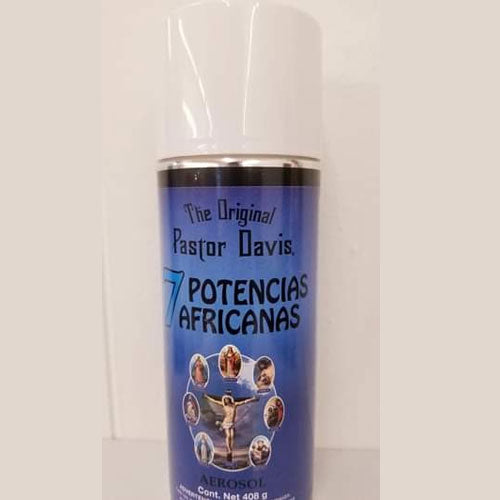 The Original
Pastor Davis
7 POTENCIAS
AFRICANAS
AEROSOL
Cont. Net 408 g